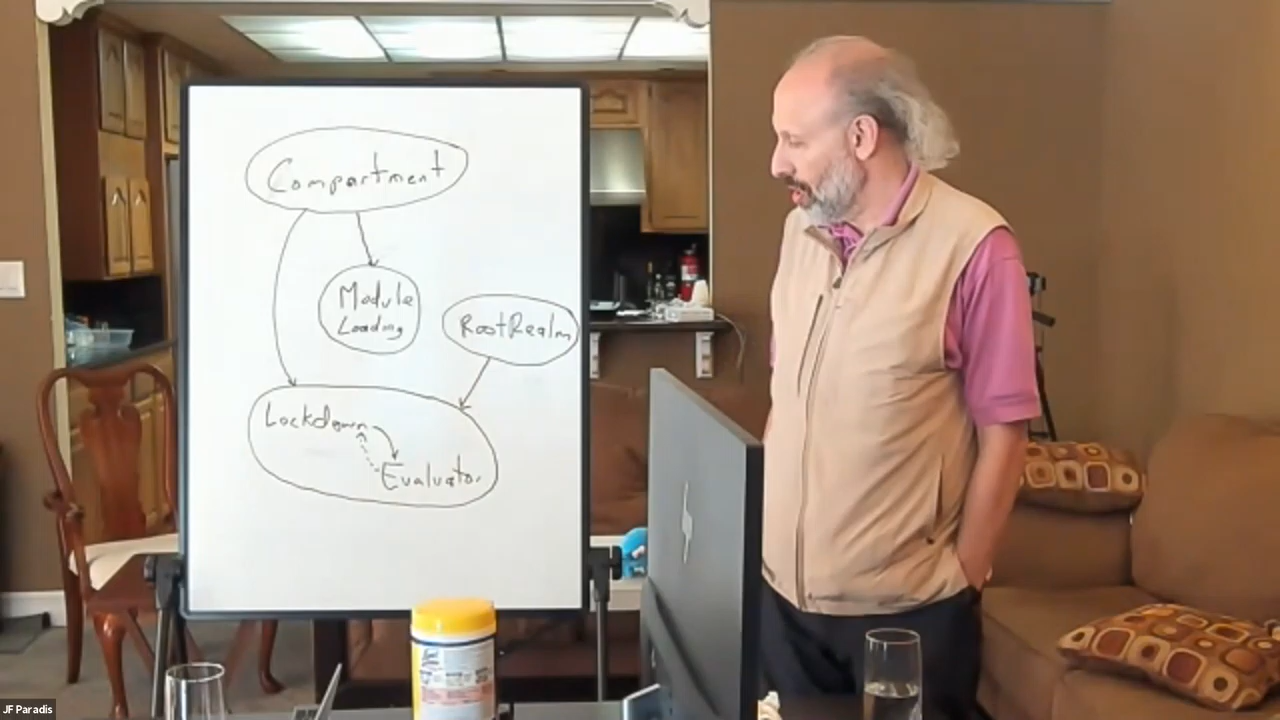 Compartment
Module
Loading
RootRealm
Lockdown
Evaluator
JF Paradis